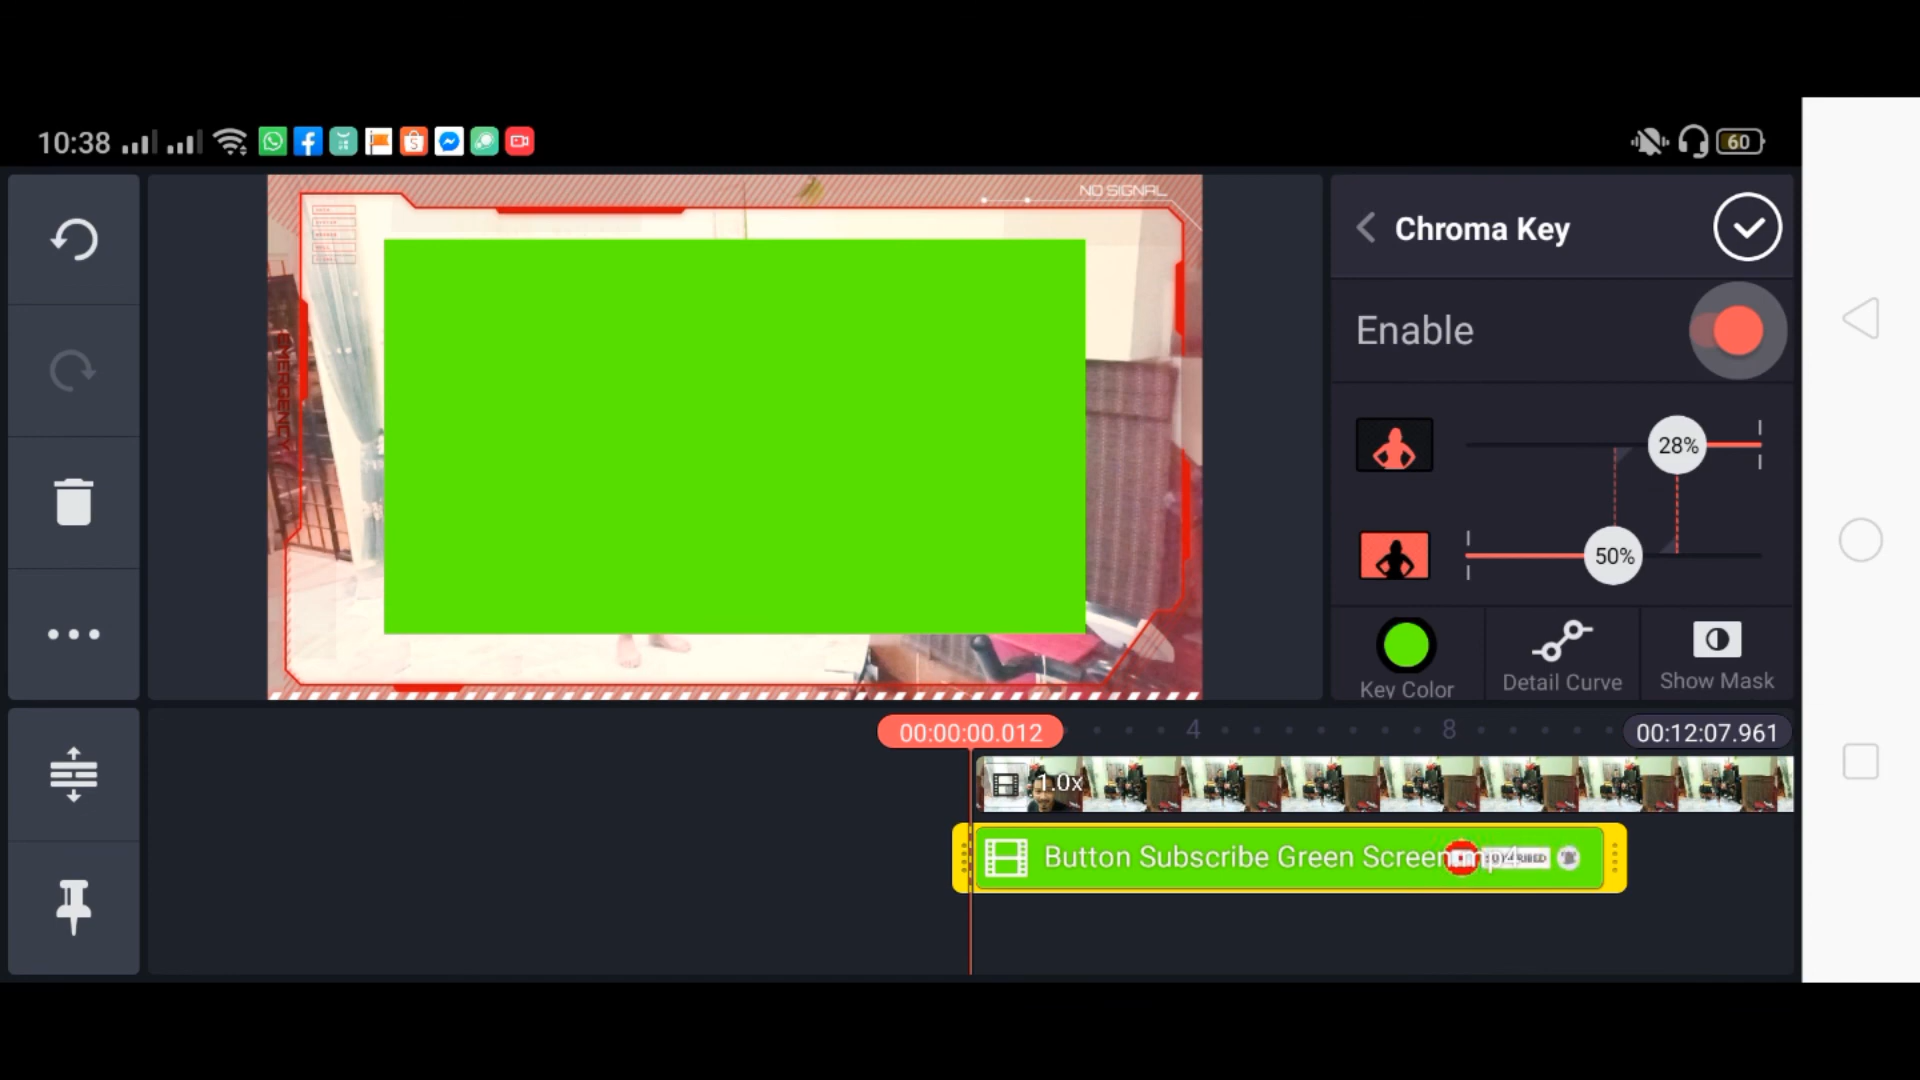 10:38
60
NO SIGNAL
EMERGENCY
Chroma Key
Enable
28%
50%
Key Color
Detail Curve
Show Mask
00:00:00.012
4
8
00:12:07.961
1.0x
Button Subscribe Green Screen.mp4